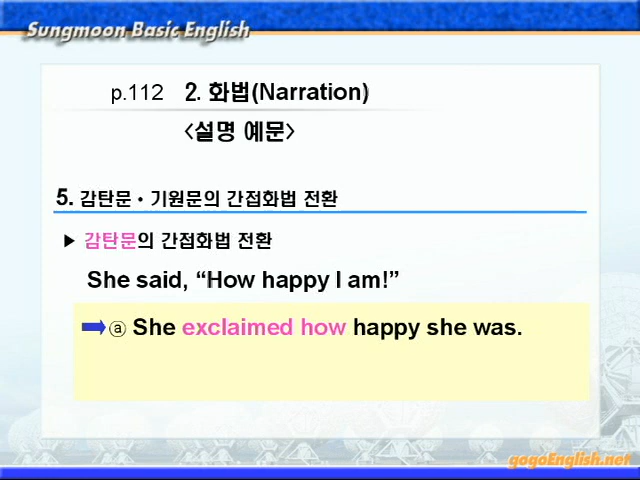 Sungmoon Basic English
p.112 2. 화법(Narration)
<설명 예문>
5. 감탄문 • 기원문의 간접화법 전환
▶ 감탄문의 간접화법 전환
She said, “How happy I am!”
ⓐ She exclaimed how happy she was.
gogoEnglish.net